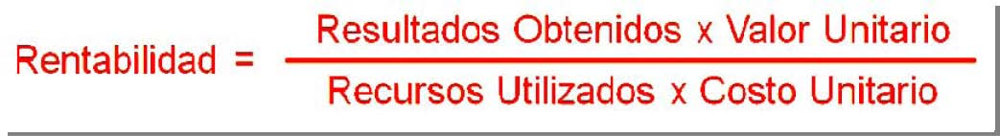 Rentabilidad = Resultados Obtenidos x Valor Unitario
Recursos Utilizados x Costo Unitario